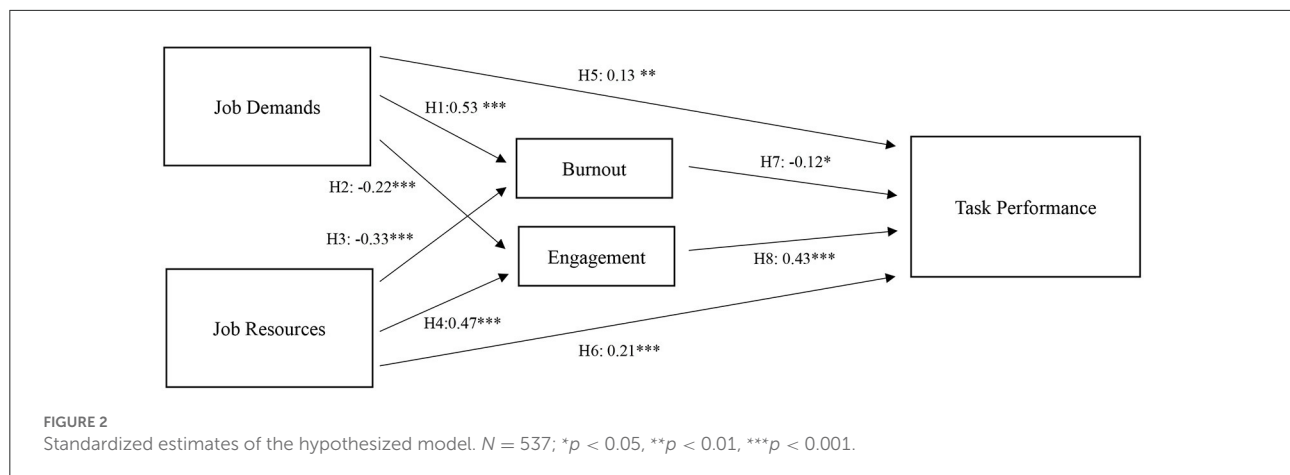 H5: 0.13 **
Job Demands
H1:0.53 ***
Burnout
H7: -0.12*
H2: -0.22***
Task Performance
H3: -0.33***
Engagement
H8: 0.43***
Job Resources
H4:0.47***
H6: 0.21***
FIGURE 2
Standardized estimates of the hypothesized model. N = 537; *p < 0.05, **p < 0.01, ***p < 0.001.